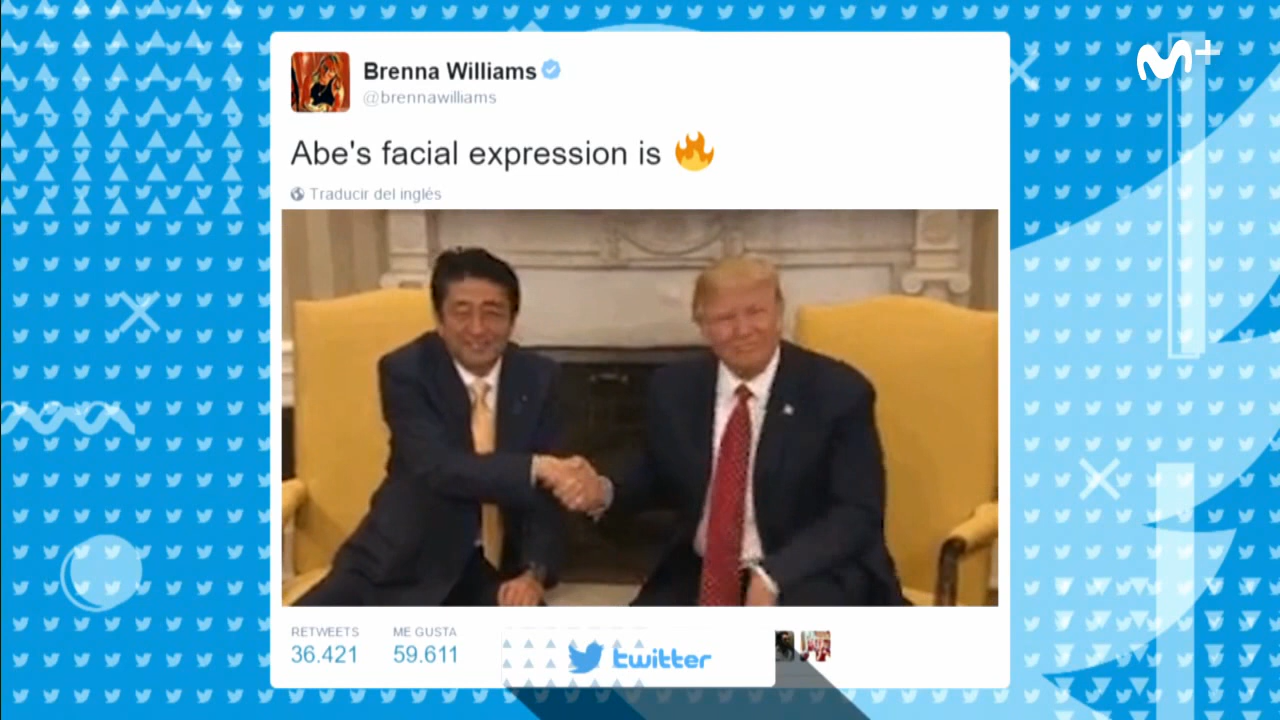 M+
Brenna Williams
@brennawilliams
Abe's facial expression is 🔥
Traducir del inglés
RETWEETS ME GUSTA
36.421 59.611
twitter